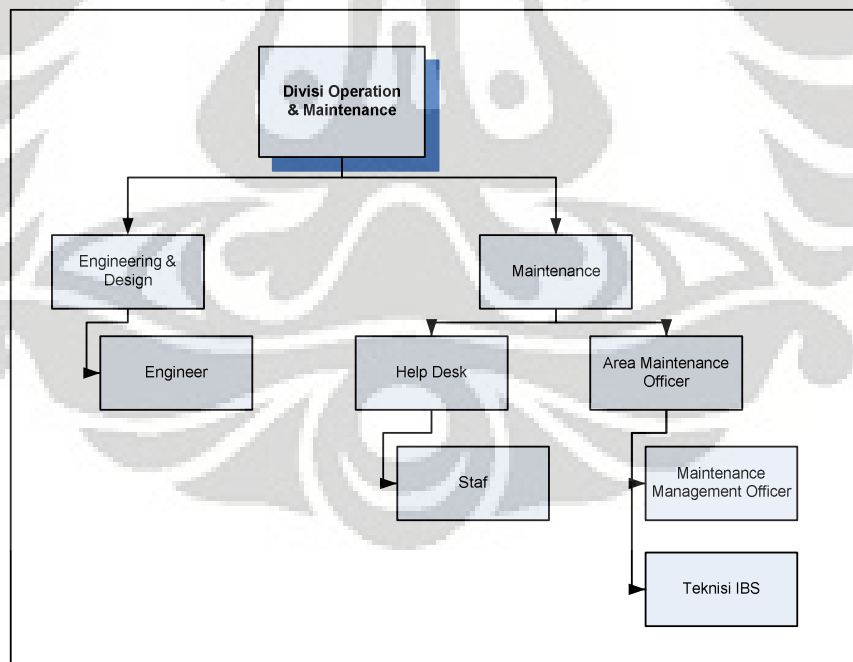 Divisi Operation
& Maintenance
Engineering &
Design
Maintenance
Engineer
Help Desk
Area Maintenance
Officer
Staf
Maintenance
Management Officer
Teknisi IBS